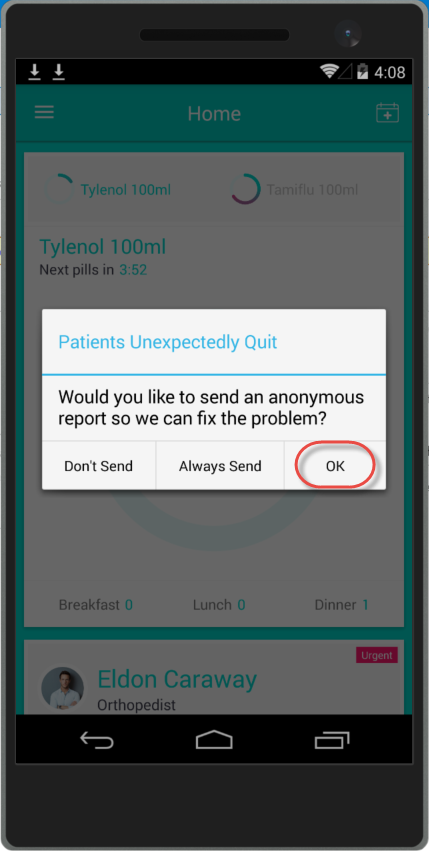 4:08
Home
Tylenol 100ml
Tamiflu 100ml
Tylenol 100ml
Next pills in 3:52
Patients Unexpectedly Quit
Would you like to send an anonymous
report so we can fix the problem?
Don't Send
Always Send
OK
Breakfast 0
Lunch 0
Dinner 1
Urgent
Eldon Caraway
Orthopedist